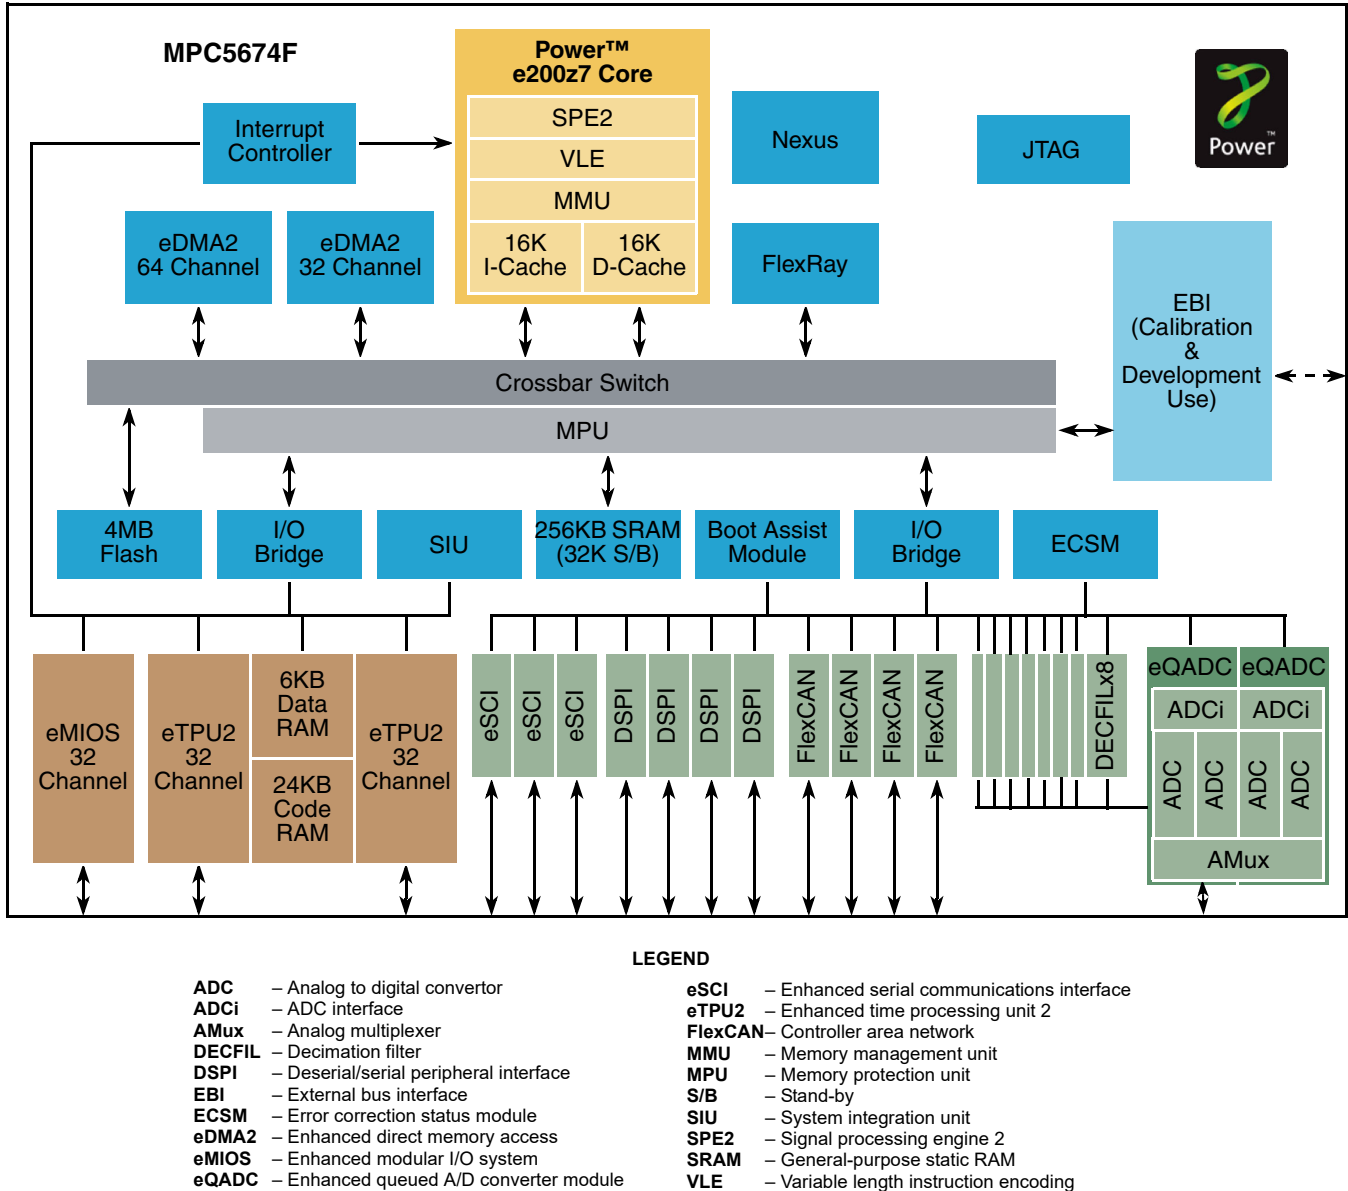 MPC5674F
Power™
e200z7 Core
SPE2
VLE
MMU
16K
I-Cache
16K
D-Cache
Interrupt
Controller
Nexus
JTAG
Power™
eDMA2
64 Channel
eDMA2
32 Channel
FlexRay
EBI
(Calibration
&
Development
Use)
Crossbar Switch
MPU
4MB
Flash
I/O
Bridge
SIU
256KB SRAM
(32K S/B)
Boot Assist
Module
I/O
Bridge
ECSM
eMIOS
32
Channel
eTPU2
32
Channel
6KB
Data
RAM
24KB
Code
RAM
eTPU2
32
Channel
eSCI
eSCI
eSCI
DSPI
DSPI
DSPI
DSPI
FlexCAN
FlexCAN
FlexCAN
FlexCAN
DECFILx8
eQADC
eQADC
ADCi
ADCi
ADC
ADC
ADC
ADC
AMux
LEGEND
ADC – Analog to digital convertor
ADCi – ADC interface
AMux – Analog multiplexer
DECFIL – Decimation filter
DSPI – Deserial/serial peripheral interface
EBI – External bus interface
ECSM – Error correction status module
eDMA2 – Enhanced direct memory access
eMIOS – Enhanced modular I/O system
eQADC – Enhanced queued A/D converter module
eSCI – Enhanced serial communications interface
eTPU2 – Enhanced time processing unit 2
FlexCAN – Controller area network
MMU – Memory management unit
MPU – Memory protection unit
S/B – Stand-by
SIU – System integration unit
SPE2 – Signal processing engine 2
SRAM – General-purpose static RAM
VLE – Variable length instruction encoding